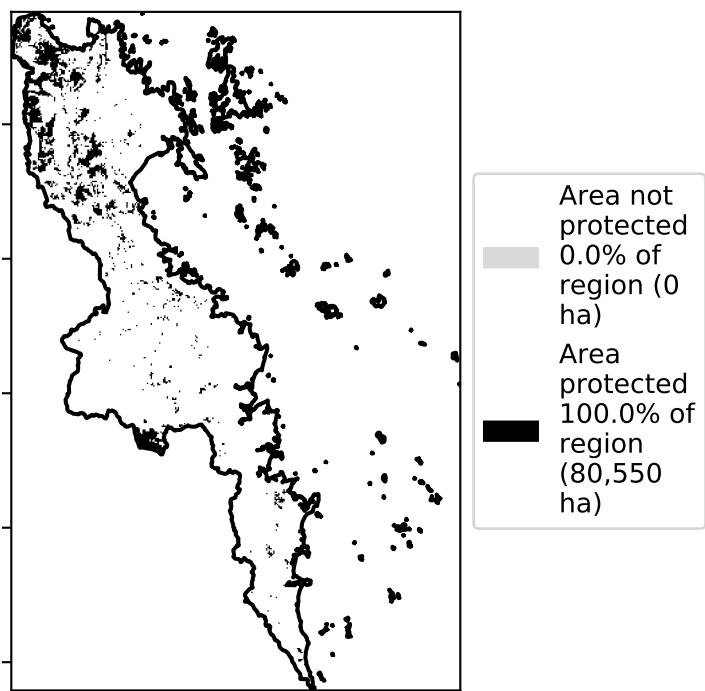 Area not
protected
0.0% of
region (0
ha)
Area
protected
100.0% of
region
(80,550
ha)